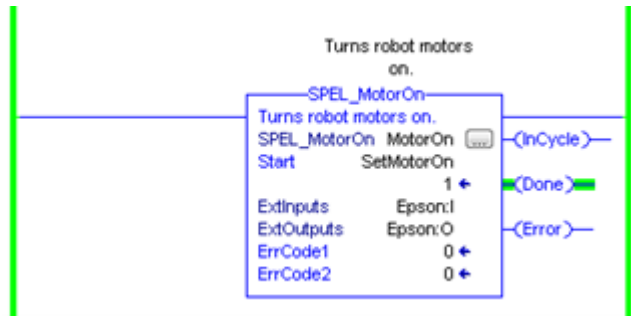 Turns robot motors
on.
SPEL_MotorOn
Turns robot motors on.
SPEL_MotorOn MotorOn ...
InCycle
Start SetMotorOn
1
Done
ExtInputs Epson:I
ExtOutputs Epson:O
Error
ErrCode1 0
ErrCode2 0